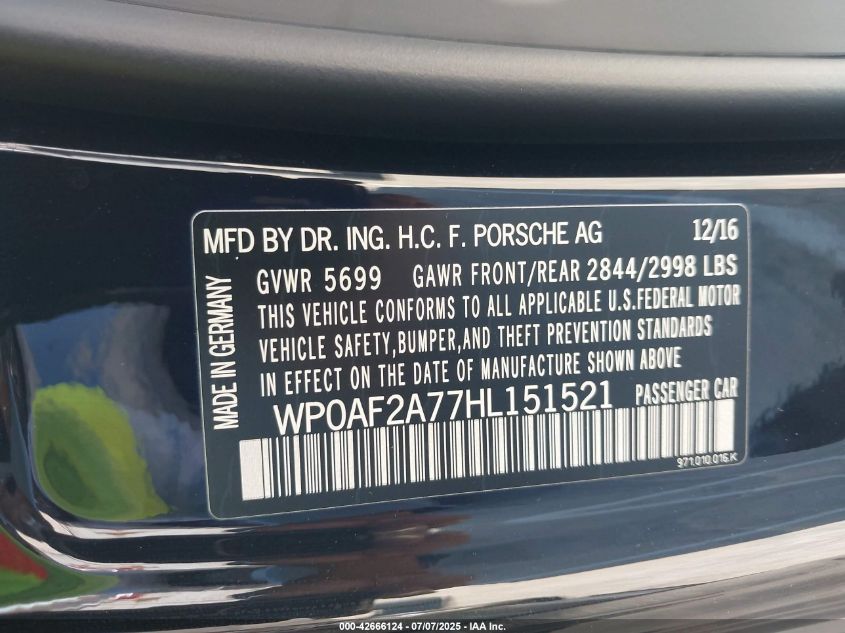 MFD BY DR. ING. H.C. F. PORSCHE AG 12/16
GVWR 5699 GAWR FRONT/REAR 2844/2998 LBS
THIS VEHICLE CONFORMS TO ALL APPLICABLE U.S.FEDERAL MOTOR
VEHICLE SAFETY,BUMPER,AND THEFT PREVENTION STANDARDS
IN EFFECT ON THE DATE OF MANUFACTURE SHOWN ABOVE
WP0AF2A77HL151521 PASSENGER CAR
971.010.016.K
MADE IN GERMANY
000-42666124 - 07/07/2025 - IAA Inc.